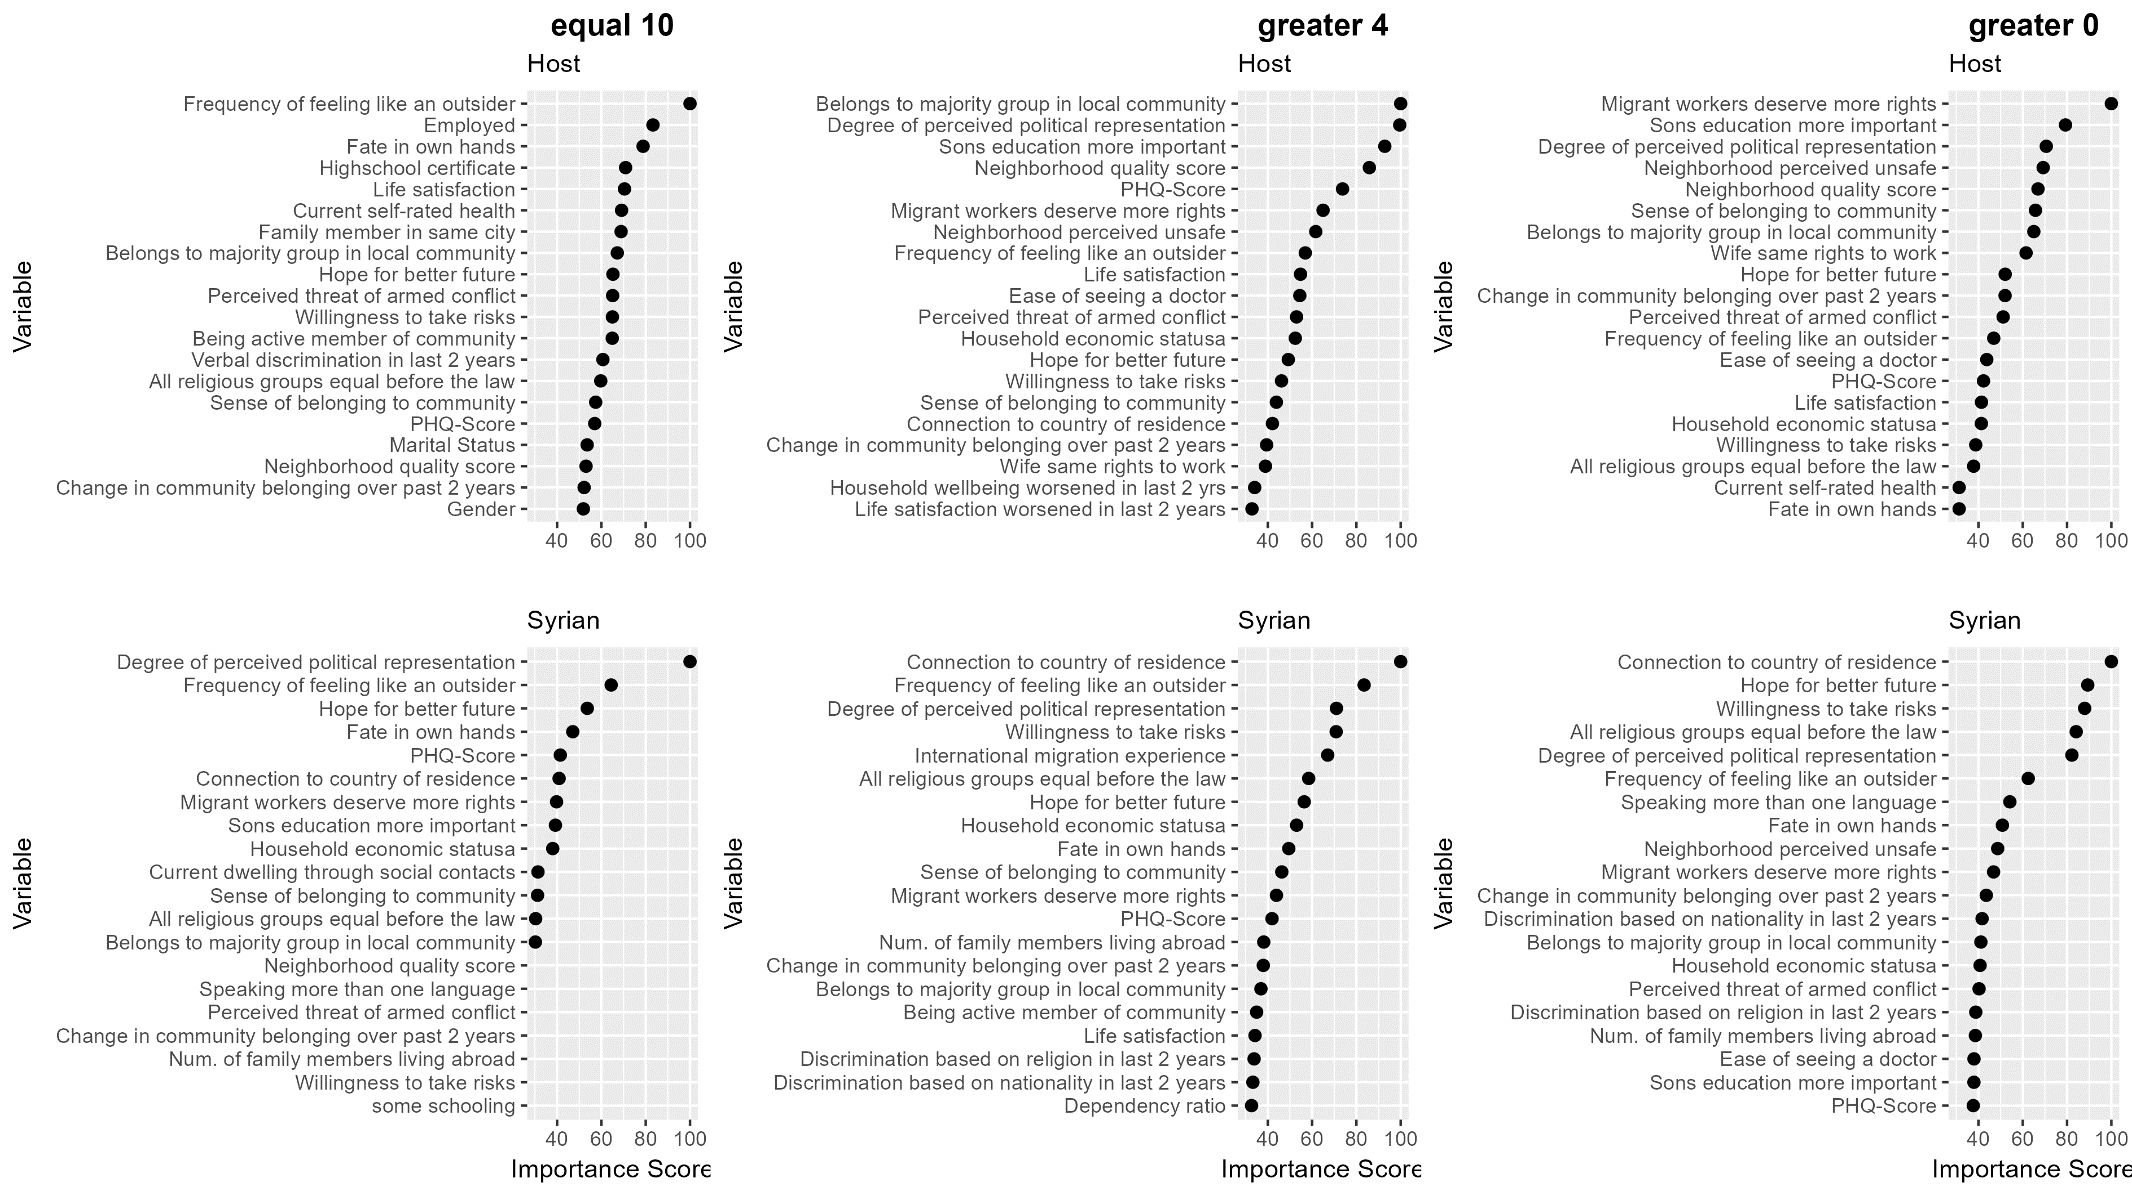 equal 10
Host
Variable
Frequency of feeling like an outsider
Employed
Fate in own hands
Highschool certificate
Life satisfaction
Current self-rated health
Family member in same city
Belongs to majority group in local community
Hope for better future
Perceived threat of armed conflict
Willingness to take risks
Being active member of community
Verbal discrimination in last 2 years
All religious groups equal before the law
Sense of belonging to community
PHQ-Score
Marital Status
Neighborhood quality score
Change in community belonging over past 2 years
Gender
40 60 80 100
greater 4
Host
Variable
Belongs to majority group in local community
Degree of perceived political representation
Sons education more important
Neighborhood quality score
PHQ-Score
Migrant workers deserve more rights
Neighborhood perceived unsafe
Frequency of feeling like an outsider
Life satisfaction
Ease of seeing a doctor
Perceived threat of armed conflict
Household economic statusa
Hope for better future
Willingness to take risks
Sense of belonging to community
Connection to country of residence
Change in community belonging over past 2 years
Wife same rights to work
Household wellbeing worsened in last 2 yrs
Life satisfaction worsened in last 2 years
40 60 80 100
greater 0
Host
Variable
Migrant workers deserve more rights
Sons education more important
Degree of perceived political representation
Neighborhood perceived unsafe
Neighborhood quality score
Sense of belonging to community
Belongs to majority group in local community
Wife same rights to work
Hope for better future
Change in community belonging over past 2 years
Perceived threat of armed conflict
Frequency of feeling like an outsider
Ease of seeing a doctor
PHQ-Score
Life satisfaction
Household economic statusa
Willingness to take risks
All religious groups equal before the law
Current self-rated health
Fate in own hands
40 60 80 100
Syrian
Variable
Degree of perceived political representation
Frequency of feeling like an outsider
Hope for better future
Fate in own hands
PHQ-Score
Connection to country of residence
Migrant workers deserve more rights
Sons education more important
Household economic statusa
Current dwelling through social contacts
Sense of belonging to community
All religious groups equal before the law
Belongs to majority group in local community
Neighborhood quality score
Speaking more than one language
Perceived threat of armed conflict
Change in community belonging over past 2 years
Num. of family members living abroad
Willingness to take risks
some schooling
40 60 80 100
Importance Score
Syrian
Variable
Connection to country of residence
Frequency of feeling like an outsider
Degree of perceived political representation
Willingness to take risks
International migration experience
All religious groups equal before the law
Hope for better future
Household economic statusa
Fate in own hands
Sense of belonging to community
Migrant workers deserve more rights
PHQ-Score
Num. of family members living abroad
Change in community belonging over past 2 years
Belongs to majority group in local community
Being active member of community
Life satisfaction
Discrimination based on religion in last 2 years
Discrimination based on nationality in last 2 years
Dependency ratio
40 60 80 100
Importance Score
Syrian
Variable
Connection to country of residence
Hope for better future
Willingness to take risks
All religious groups equal before the law
Degree of perceived political representation
Frequency of feeling like an outsider
Speaking more than one language
Fate in own hands
Neighborhood perceived unsafe
Migrant workers deserve more rights
Change in community belonging over past 2 years
Discrimination based on nationality in last 2 years
Belongs to majority group in local community
Household economic statusa
Perceived threat of armed conflict
Discrimination based on religion in last 2 years
Num. of family members living abroad
Ease of seeing a doctor
Sons education more important
PHQ-Score
40 60 80 100
Importance Score